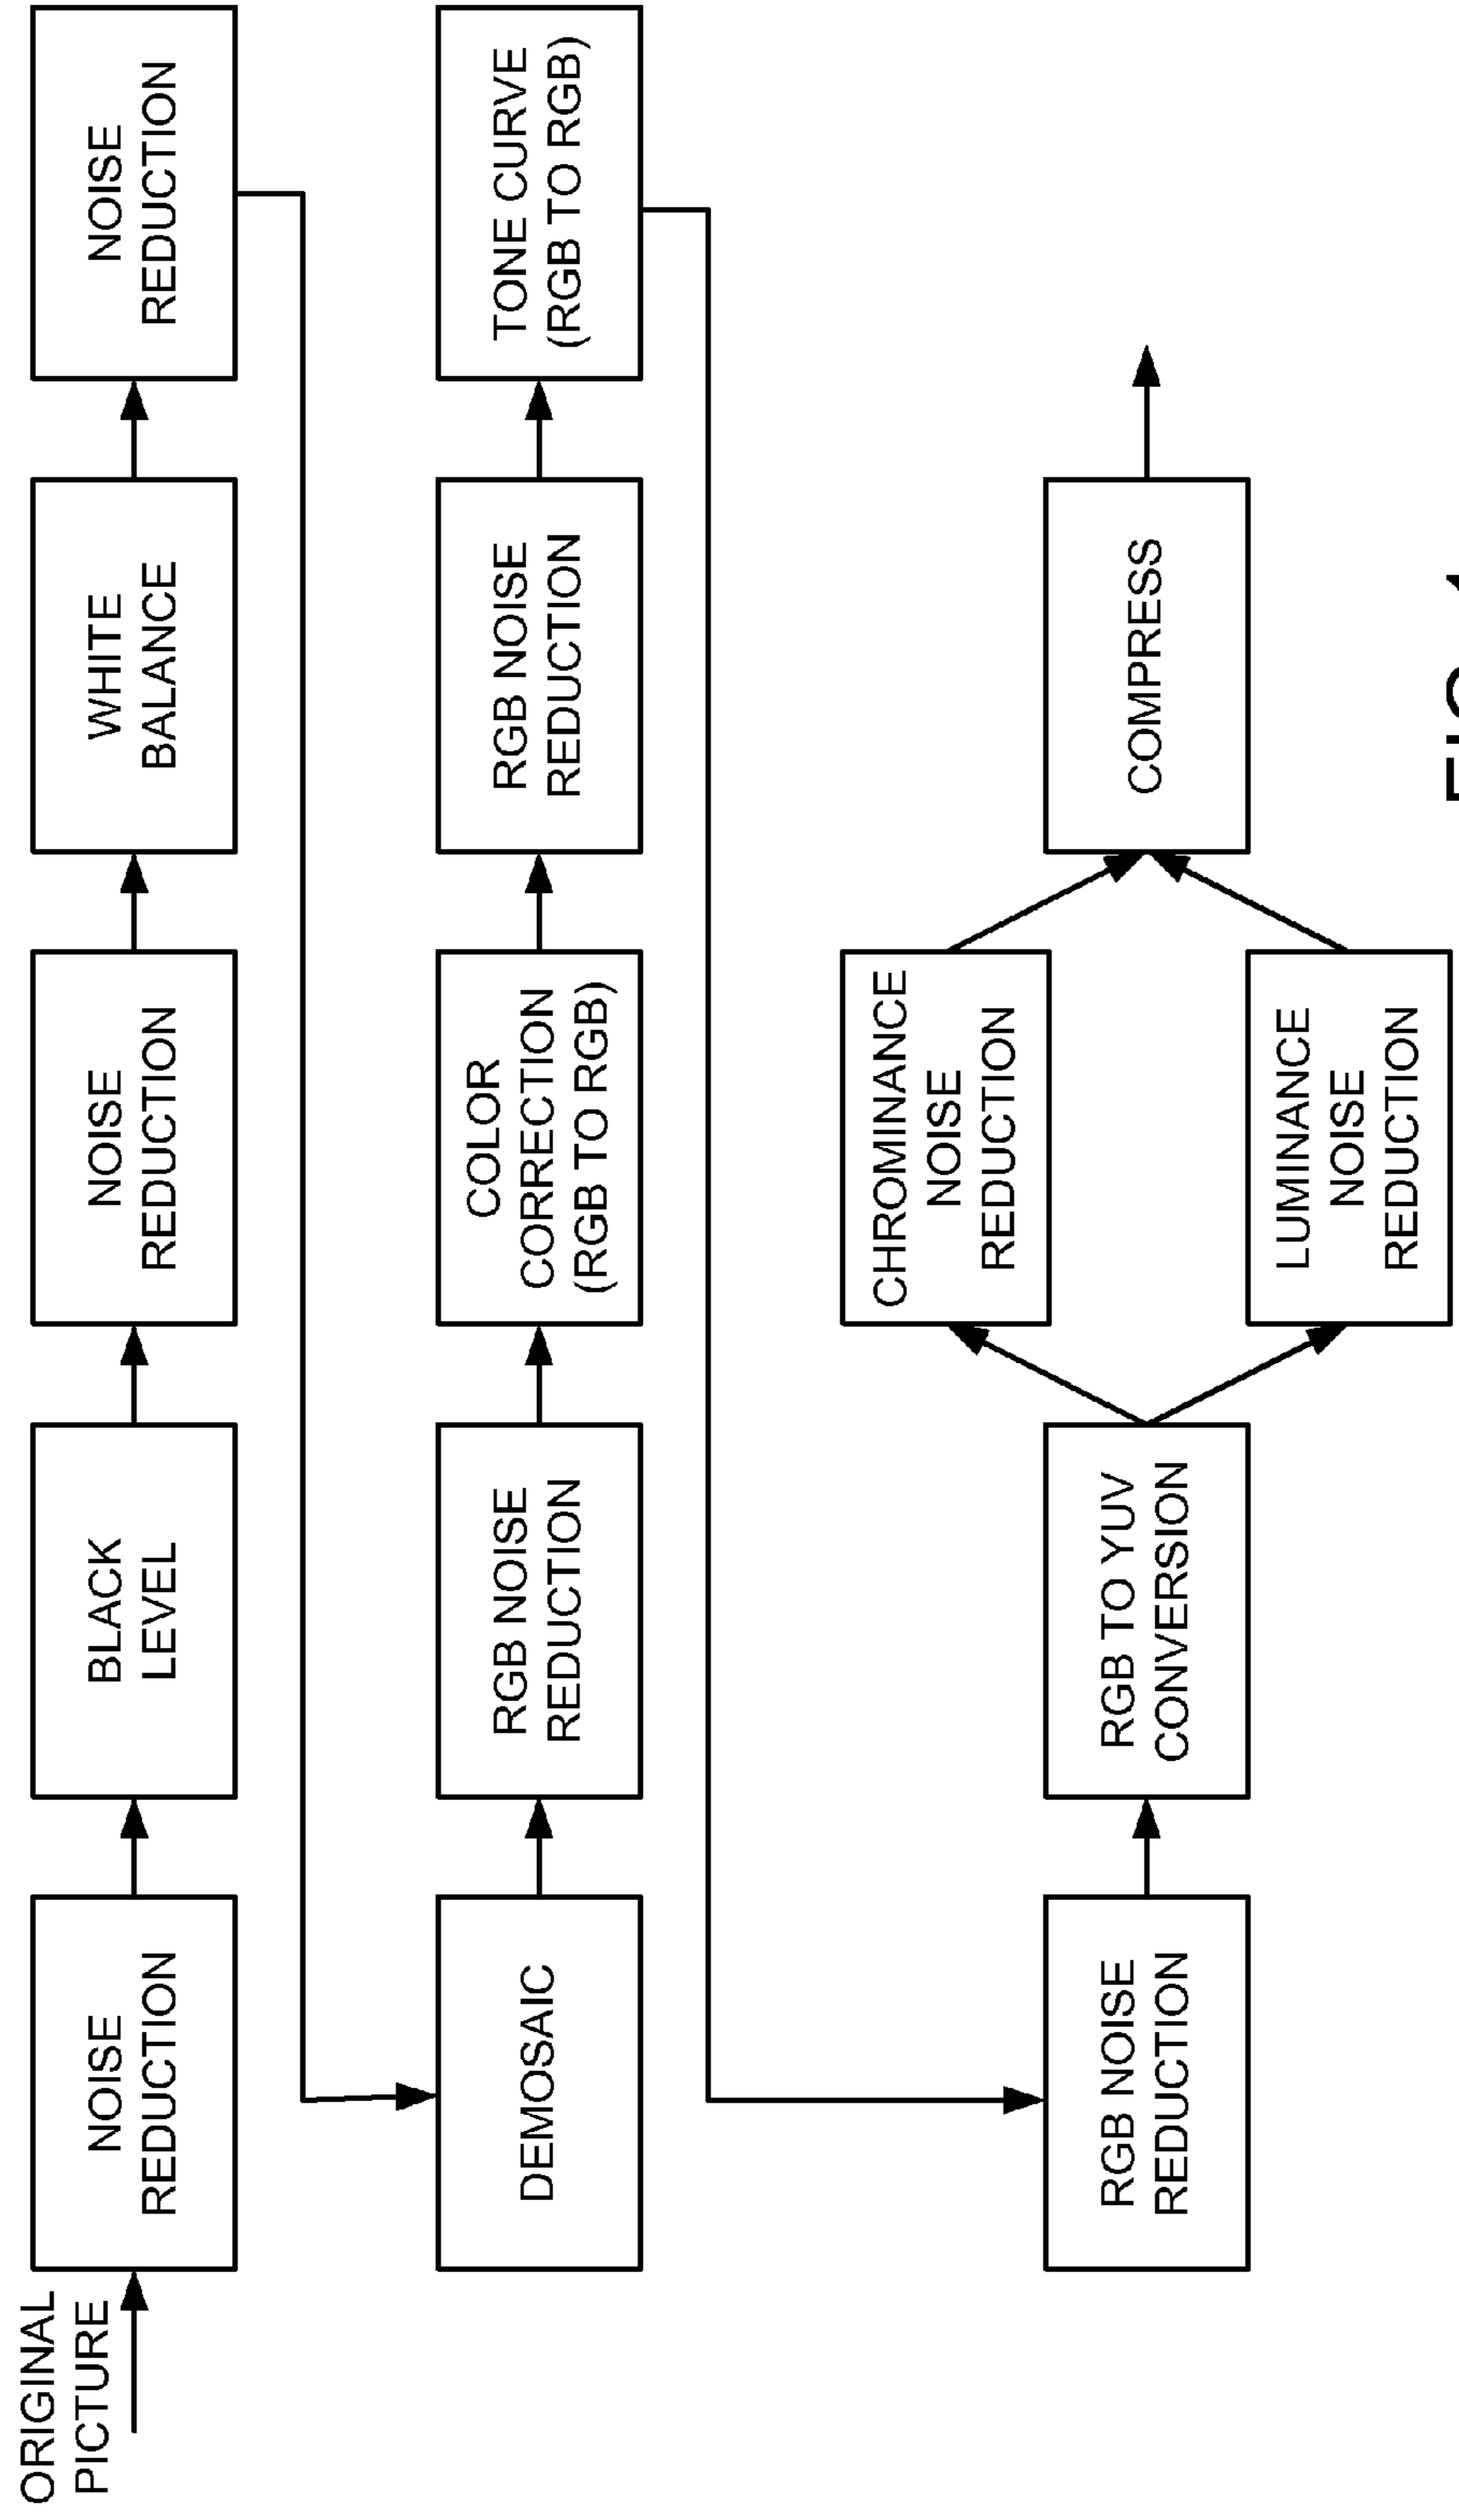 ORIGINAL
PICTURE
NOISE
REDUCTION
BLACK
LEVEL
NOISE
REDUCTION
WHITE
BALANCE
NOISE
REDUCTION
DEMOSAIC
RGB NOISE
REDUCTION
COLOR
CORRECTION
(RGB TO RGB)
RGB NOISE
REDUCTION
TONE CURVE
(RGB TO RGB)
RGB NOISE
REDUCTION
RGB TO YUV
CONVERSION
CHROMINANCE
NOISE
REDUCTION
LUMINANCE
NOISE
REDUCTION
COMPRESS